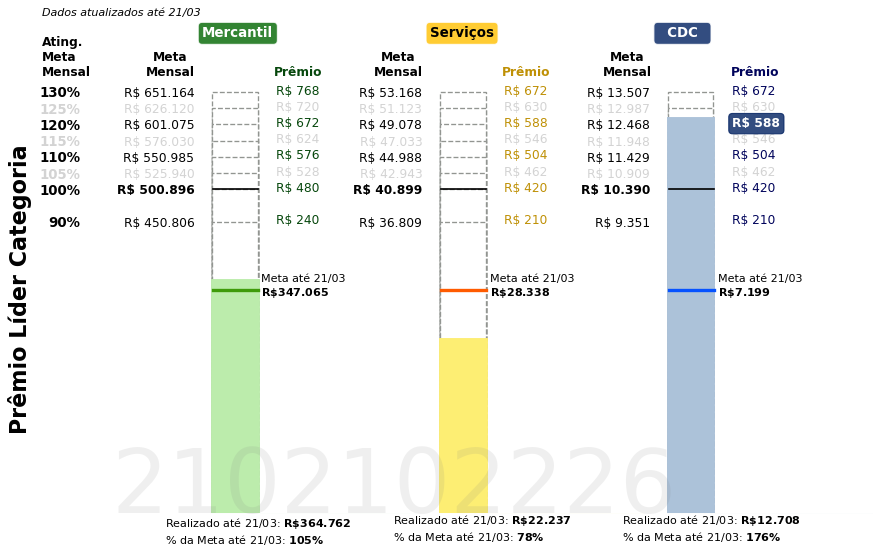 Dados atualizados até 21/03
Mercantil Serviços CDC
Ating. Meta Mensal Meta Mensal Prêmio Meta Mensal Prêmio Meta Mensal Prêmio
130% R$ 651.164 R$ 768 R$ 53.168 R$ 672 R$ 13.507 R$ 672
125% R$ 626.120 R$ 720 R$ 51.123 R$ 630 R$ 12.987 R$ 630
120% R$ 601.075 R$ 672 R$ 49.078 R$ 588 R$ 12.468 R$ 588
115% R$ 576.030 R$ 624 R$ 47.033 R$ 546 R$ 11.948 R$ 546
110% R$ 550.985 R$ 576 R$ 44.988 R$ 504 R$ 11.429 R$ 504
105% R$ 525.940 R$ 528 R$ 42.943 R$ 462 R$ 10.909 R$ 462
100% R$ 500.896 R$ 480 R$ 40.899 R$ 420 R$ 10.390 R$ 420
90% R$ 450.806 R$ 240 R$ 36.809 R$ 210 R$ 9.351 R$ 210
Meta até 21/03 Meta até 21/03 Meta até 21/03
R$347.065 R$28.338 R$7.199
Prêmio Líder Categoria
2102102226
Realizado até 21/03: R$364.762 Realizado até 21/03: R$22.237 Realizado até 21/03: R$12.708
% da Meta até 21/03: 105% % da Meta até 21/03: 78% % da Meta até 21/03: 176%